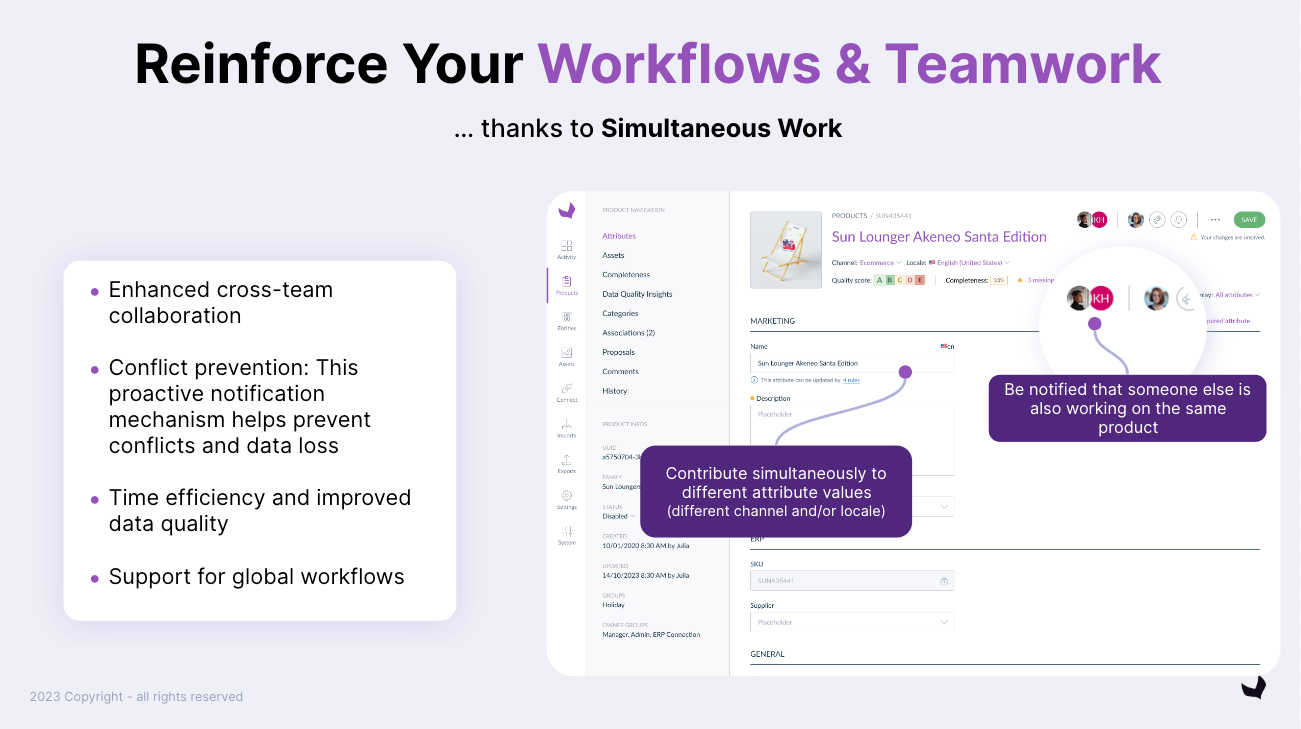 Reinforce Your Workflows & Teamwork
... thanks to Simultaneous Work
Enhanced cross-team
collaboration
Conflict prevention: This
proactive notification
mechanism helps prevent
conflicts and data loss
Time efficiency and improved
data quality
Support for global workflows
Activity
Products
Entities
Assets
Connect
Imports
Exports
Settings
System
PRODUCT NAVIGATION
Attributes
Assets
Completeness
Data Quality Insights
Categories
Associations (2)
Proposals
Comments
History
PRODUCT INFOS
UUID
a5750704-
FAMILY
Sun Loungers
STATUS
Disabled
CREATED
10/01/2020 8:30 AM by Julia
UPDATED
14/10/2023 8:30 AM by Julia
GROUPS
Holiday
OWNER GROUPS
Manager, Admin, ERP Connection
PRODUCTS / SUN435441
Sun Lounger Akeneo Santa Edition
Channel: Ecommerce Locale: English (United States)
Quality score: A B C D E Completeness: 33% 3 missing
KH
SAVE
Your changes are unsaved.
KH
All attributes
attribute
MARKETING
Name
en
Sun Lounger Akeneo Santa Edition
This attribute can be updated by 4 rules
Description
Placeholder
Be notified that someone else is
also working on the same
product
Contribute simultaneously to
different attribute values
(different channel and/or locale)
ERP
SKU
SUN435441
Supplier
Placeholder
GENERAL
2023 Copyright - all rights reserved